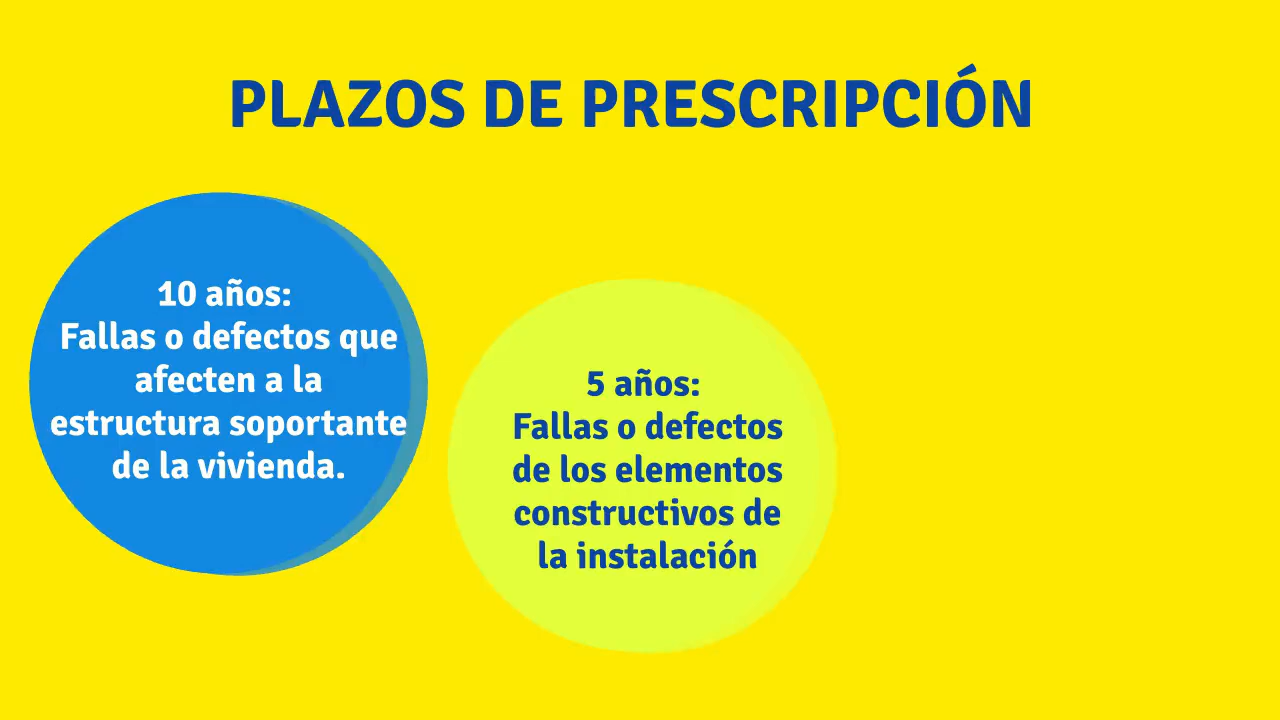 PLAZOS DE PRESCRIPCIÓN
10 años:
Fallas o defectos que
afecten a la
estructura soportante
de la vivienda.
5 años:
Fallas o defectos
de los elementos
constructivos de
la instalación